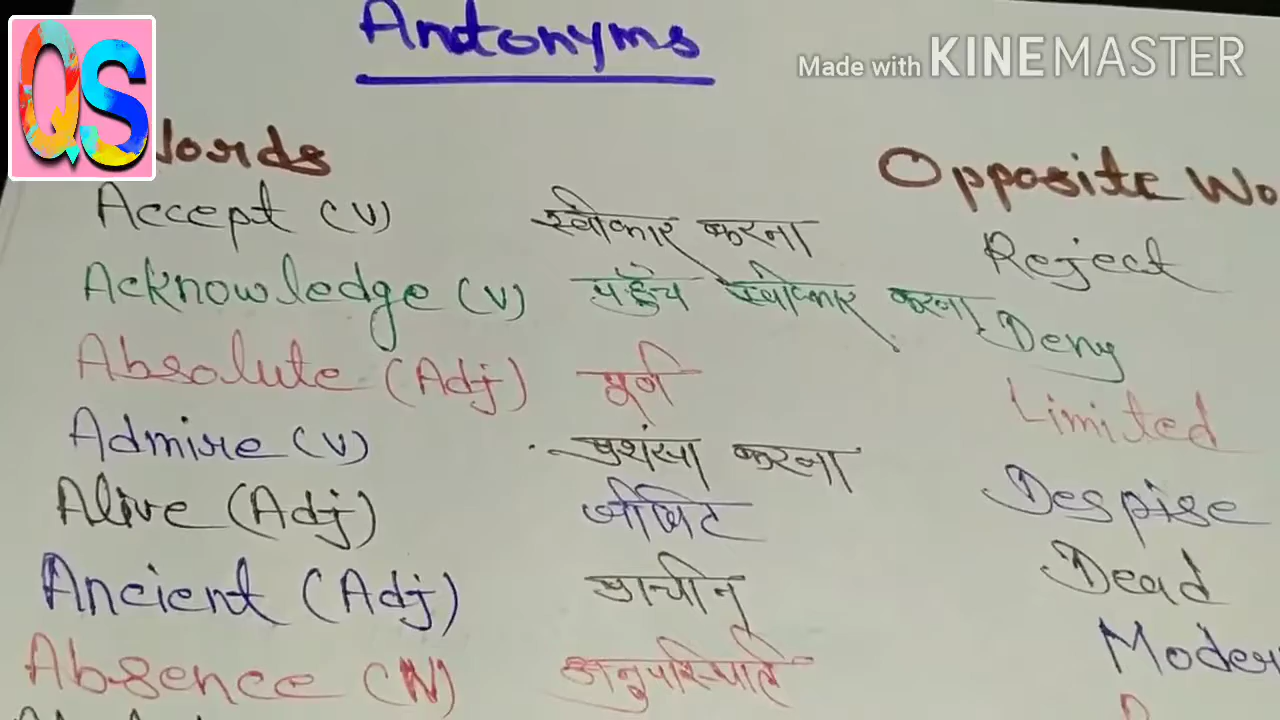 QS
Antonyms
Made with KINEMASTER
Words Opposite Wo
Accept (V) स्वीकार करना Reject
Acknowledge (V) पहुँच स्वीकार करना Deny
Absolute (Adj) पूर्ण Limited
Admire (V) प्रशंसा करना Despise
Alive (Adj) जीवित Dead
Ancient (Adj) प्राचीन Moder
Absence (N) अनुपस्थिति